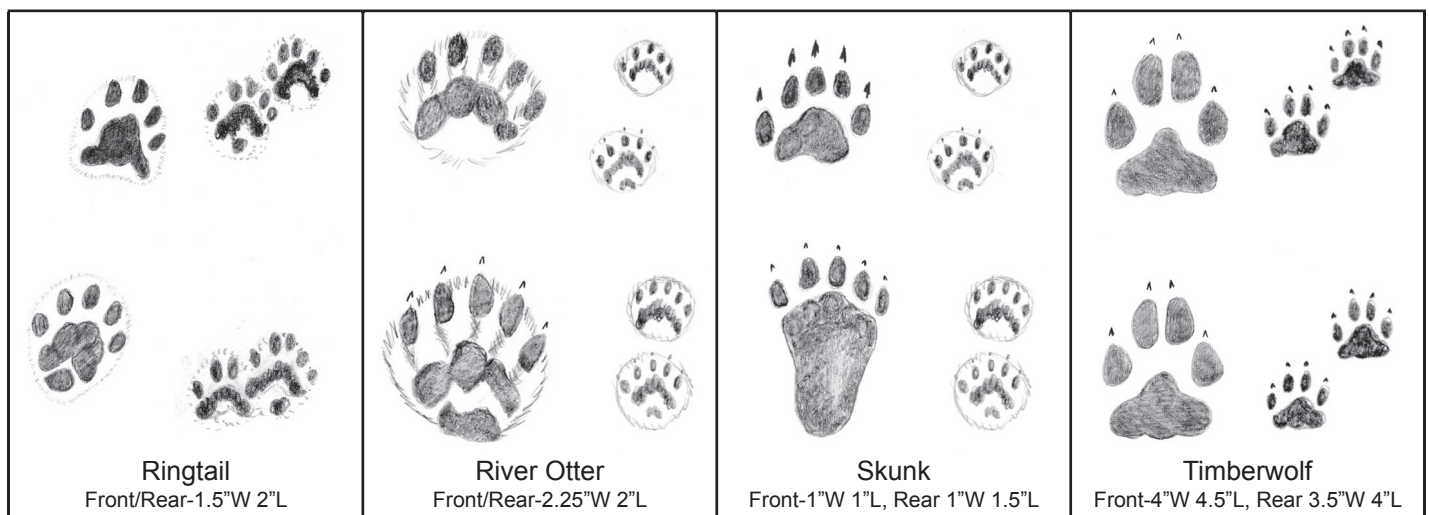 Ringtail
Front/Rear-1.5”W 2”L
River Otter
Front/Rear-2.25”W 2”L
Skunk
Front-1”W 1”L, Rear 1”W 1.5”L
Timberwolf
Front-4”W 4.5”L, Rear 3.5”W 4”L